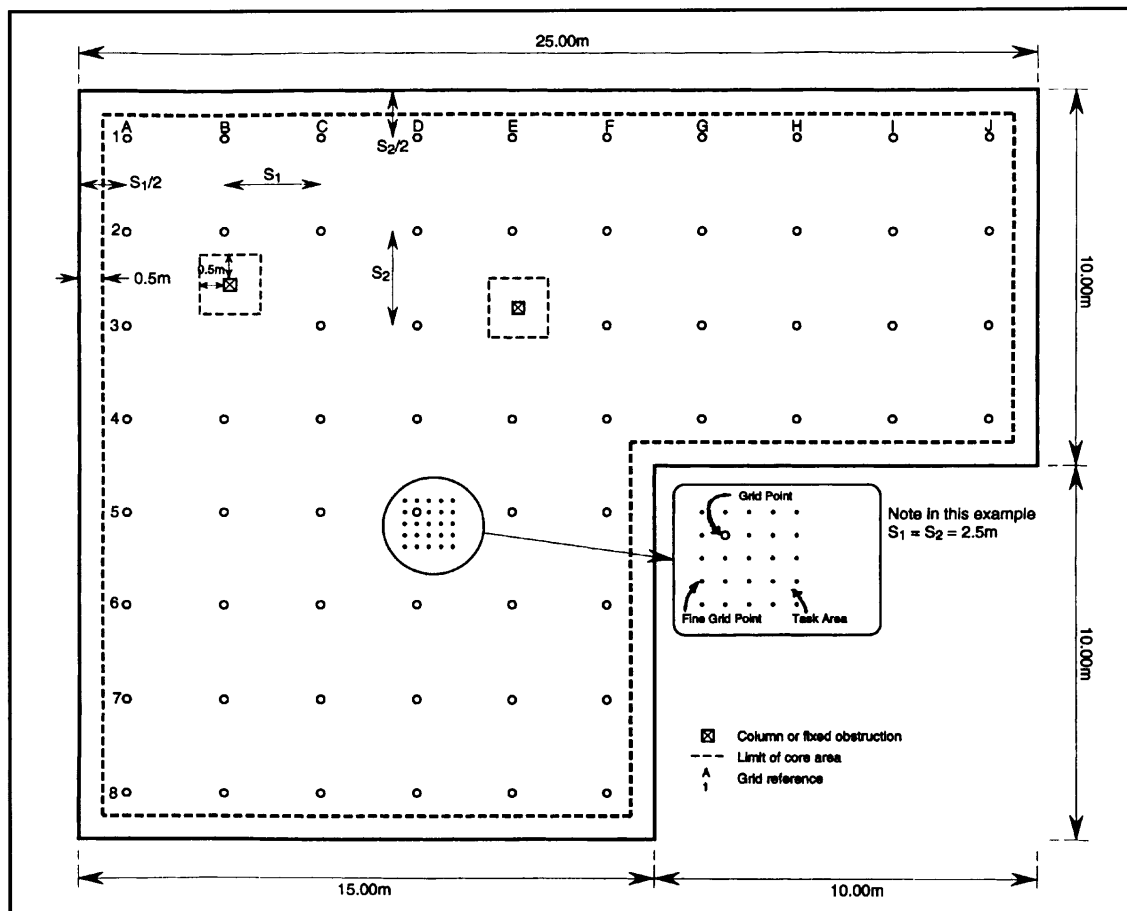 25.00m
A B C D E F G H I J
1
S2/2
S1/2
S1
2
0.5m
0.5m
S2
10.00m
3
4
5
Grid Point
Note in this example
S1 = S2 = 2.5m
Fine Grid Point
Task Area
6
10.00m
7
Column or fixed obstruction
Limit of core area
A
1
Grid reference
8
15.00m
10.00m